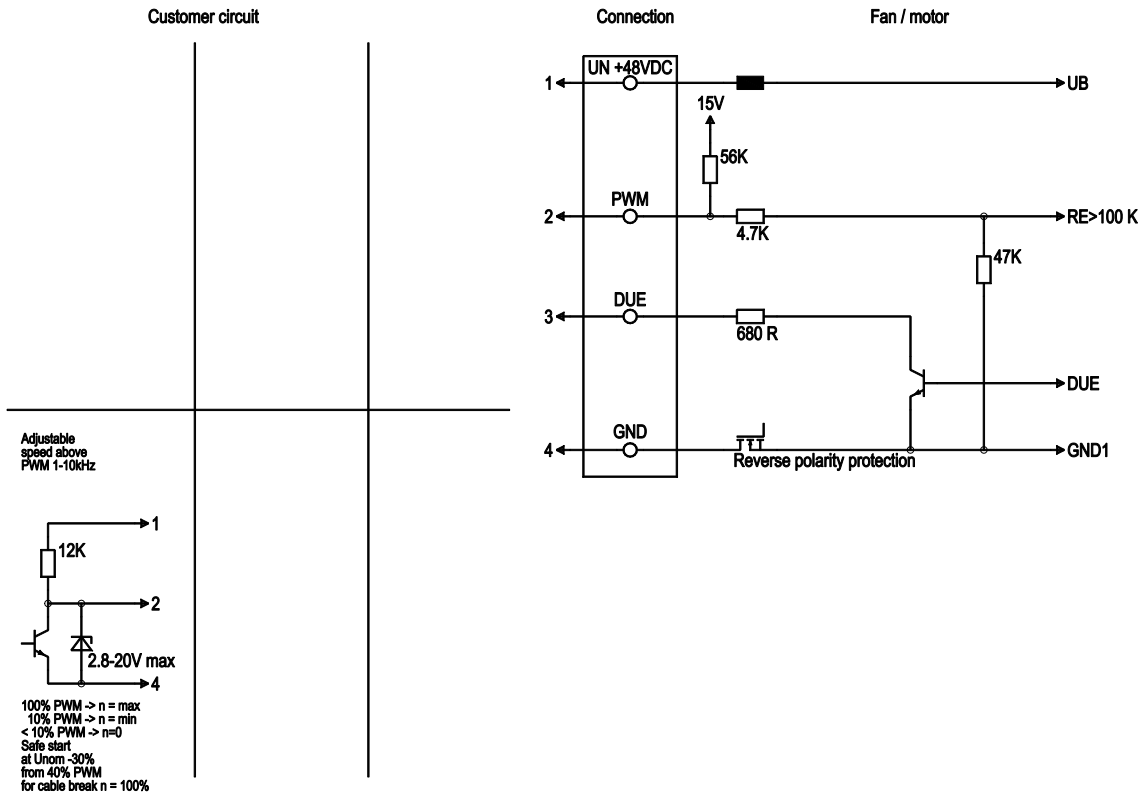 Customer circuit
Connection
Fan / motor
UN +48VDC
1
UB
15V
56K
PWM
2
4.7K
RE>100 K
47K
DUE
3
680 R
DUE
GND
4
GND1
Reverse polarity protection
Adjustable
speed above
PWM 1-10kHz
1
12K
2
2.8-20V max
4
100% PWM -> n = max
10% PWM -> n = min
< 10% PWM -> n=0
Safe start
at Unom -30%
from 40% PWM
for cable break n = 100%